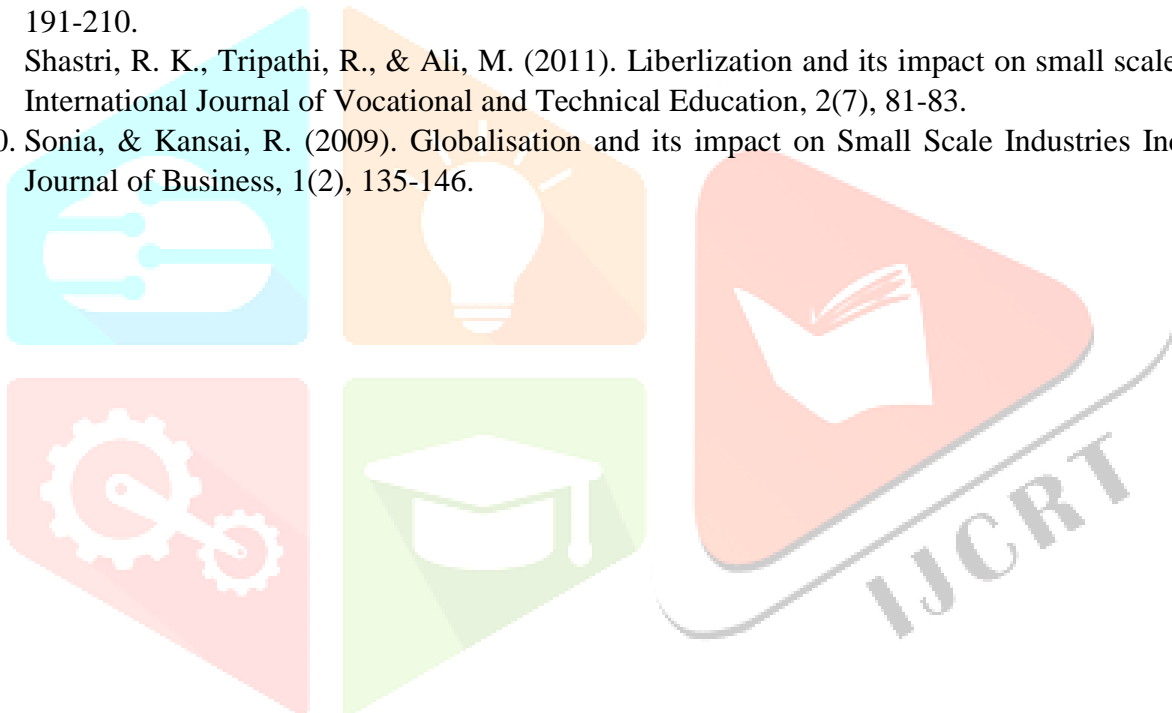 191-210.
Shastri, R. K., Tripathi, R., & Ali, M. (2011). Liberlization and its impact on small scale
International Journal of Vocational and Technical Education, 2(7), 81-83.
0. Sonia, & Kansai, R. (2009). Globalisation and its impact on Small Scale Industries
Journal of Business, 1(2), 135-146.
IJCRT